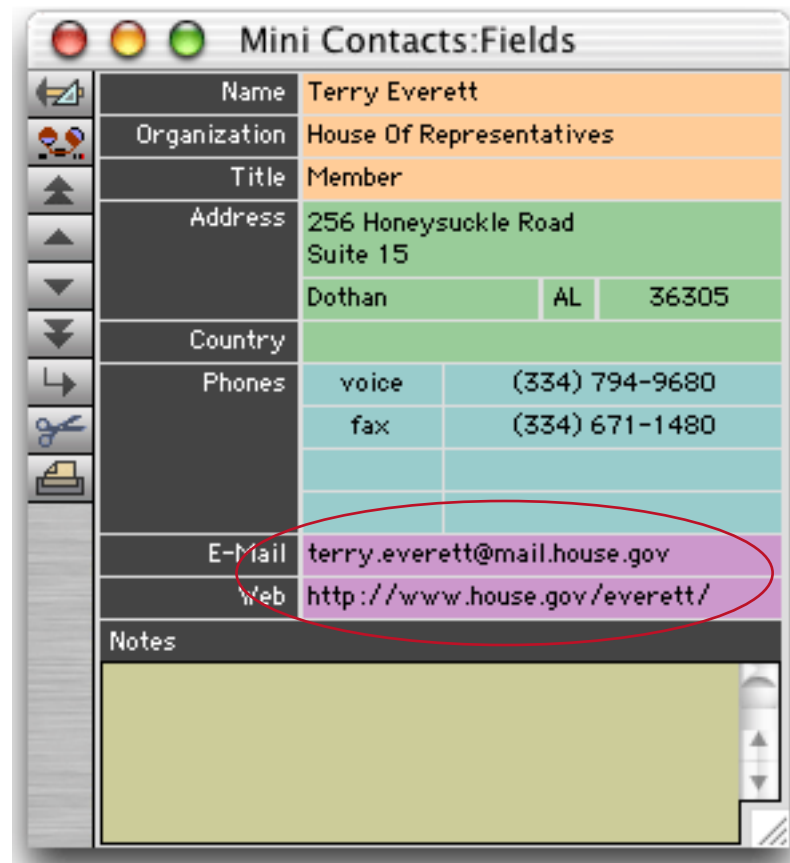 Mini Contacts:Fields
Name Terry Everett
Organization House Of Representatives
Title Member
Address 256 Honeysuckle Road
Suite 15
Dothan AL 36305
Country
Phones voice (334) 794-9680
fax (334) 671-1480
E-Mail terry.everett@mail.house.gov
Web http://www.house.gov/everett/
Notes